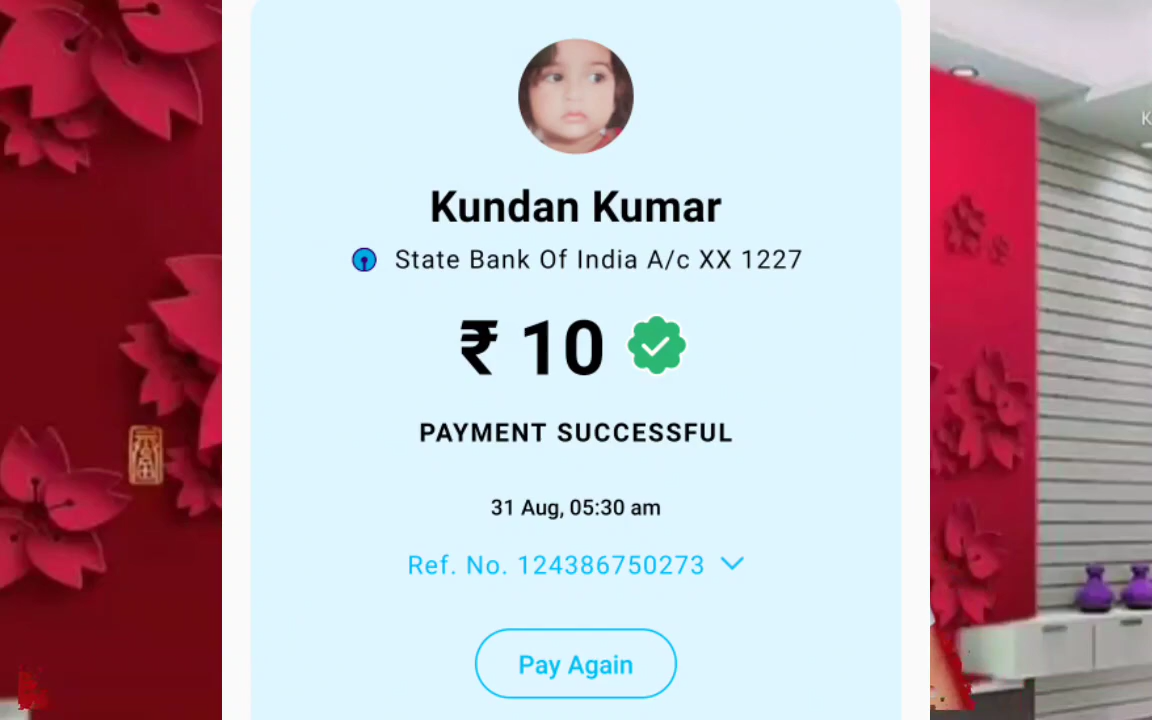 Kundan Kumar
State Bank Of India A/c XX 1227
₹ 10
PAYMENT SUCCESSFUL
31 Aug, 05:30 am
Ref. No. 124386750273
Pay Again